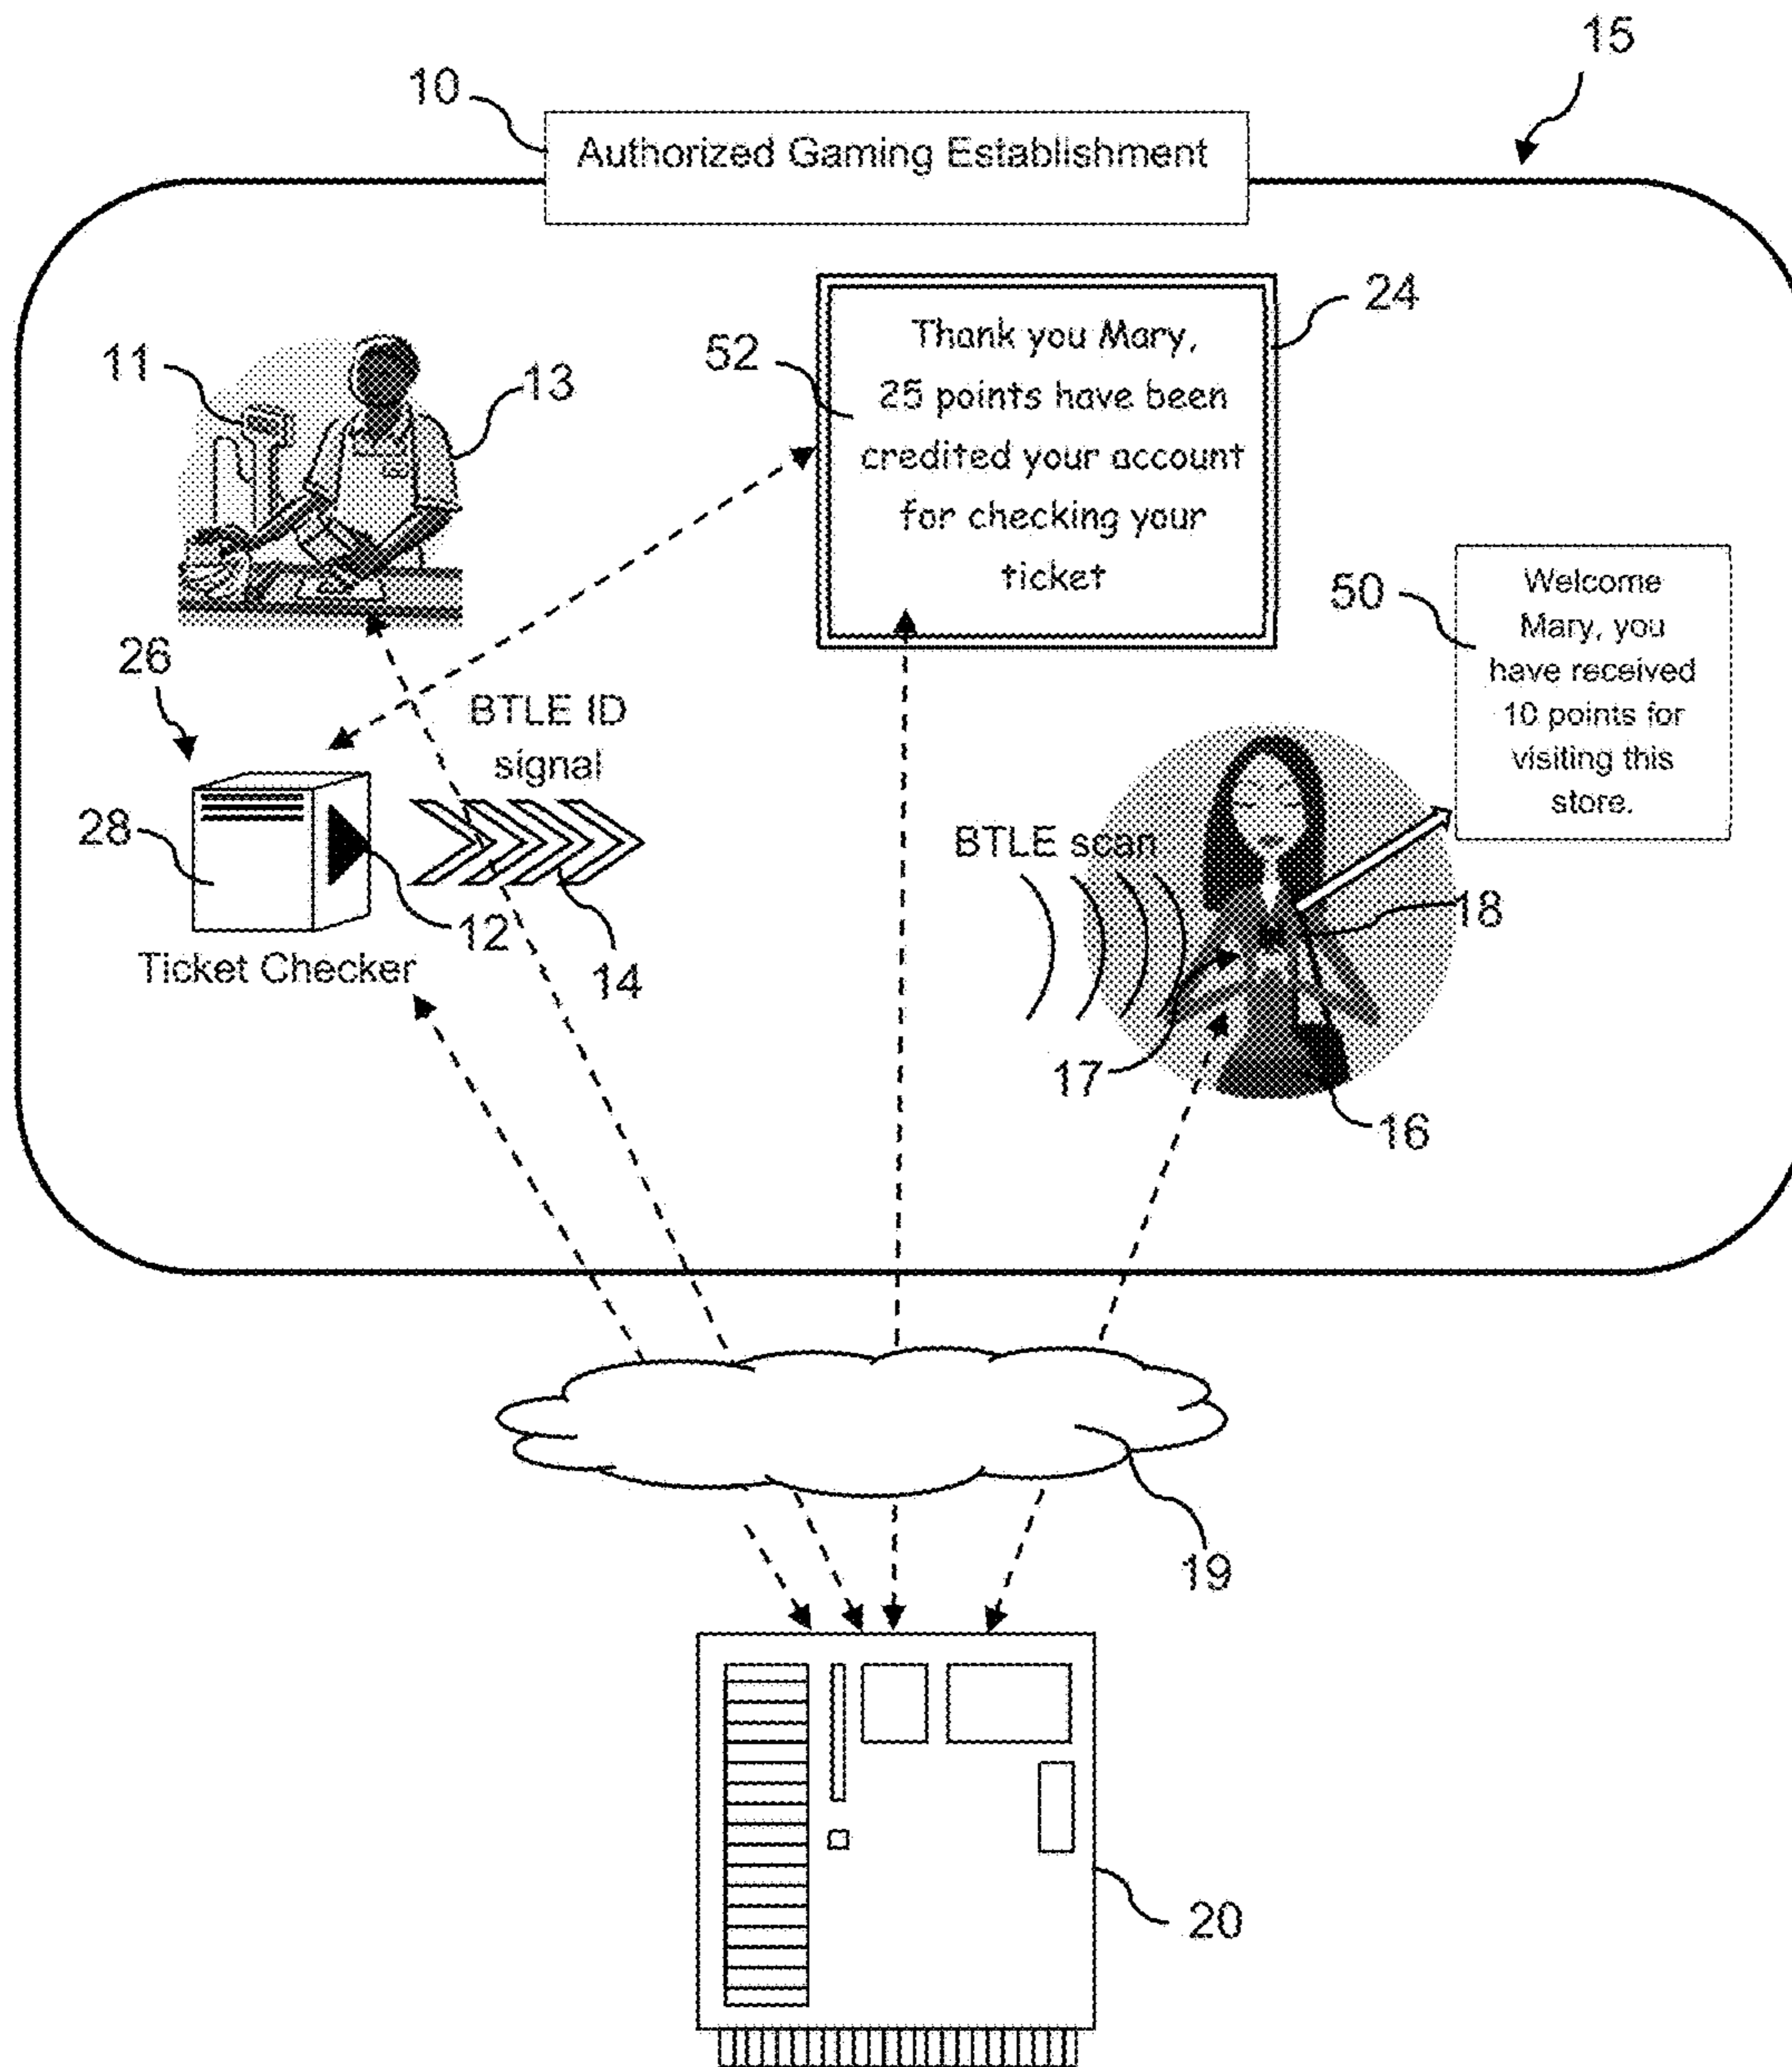 15
10
Authorized Gaming Establishment
24
Thank you Mary,
52
25 points have been
11
13
credited your account
for checking your
ticket
50
Welcome
Mary, you
have received
10 points for
visiting this
store.
26
BTLE ID
signal
28
BTLE scan
18
12
14
Ticket Checker
17
16
19
20